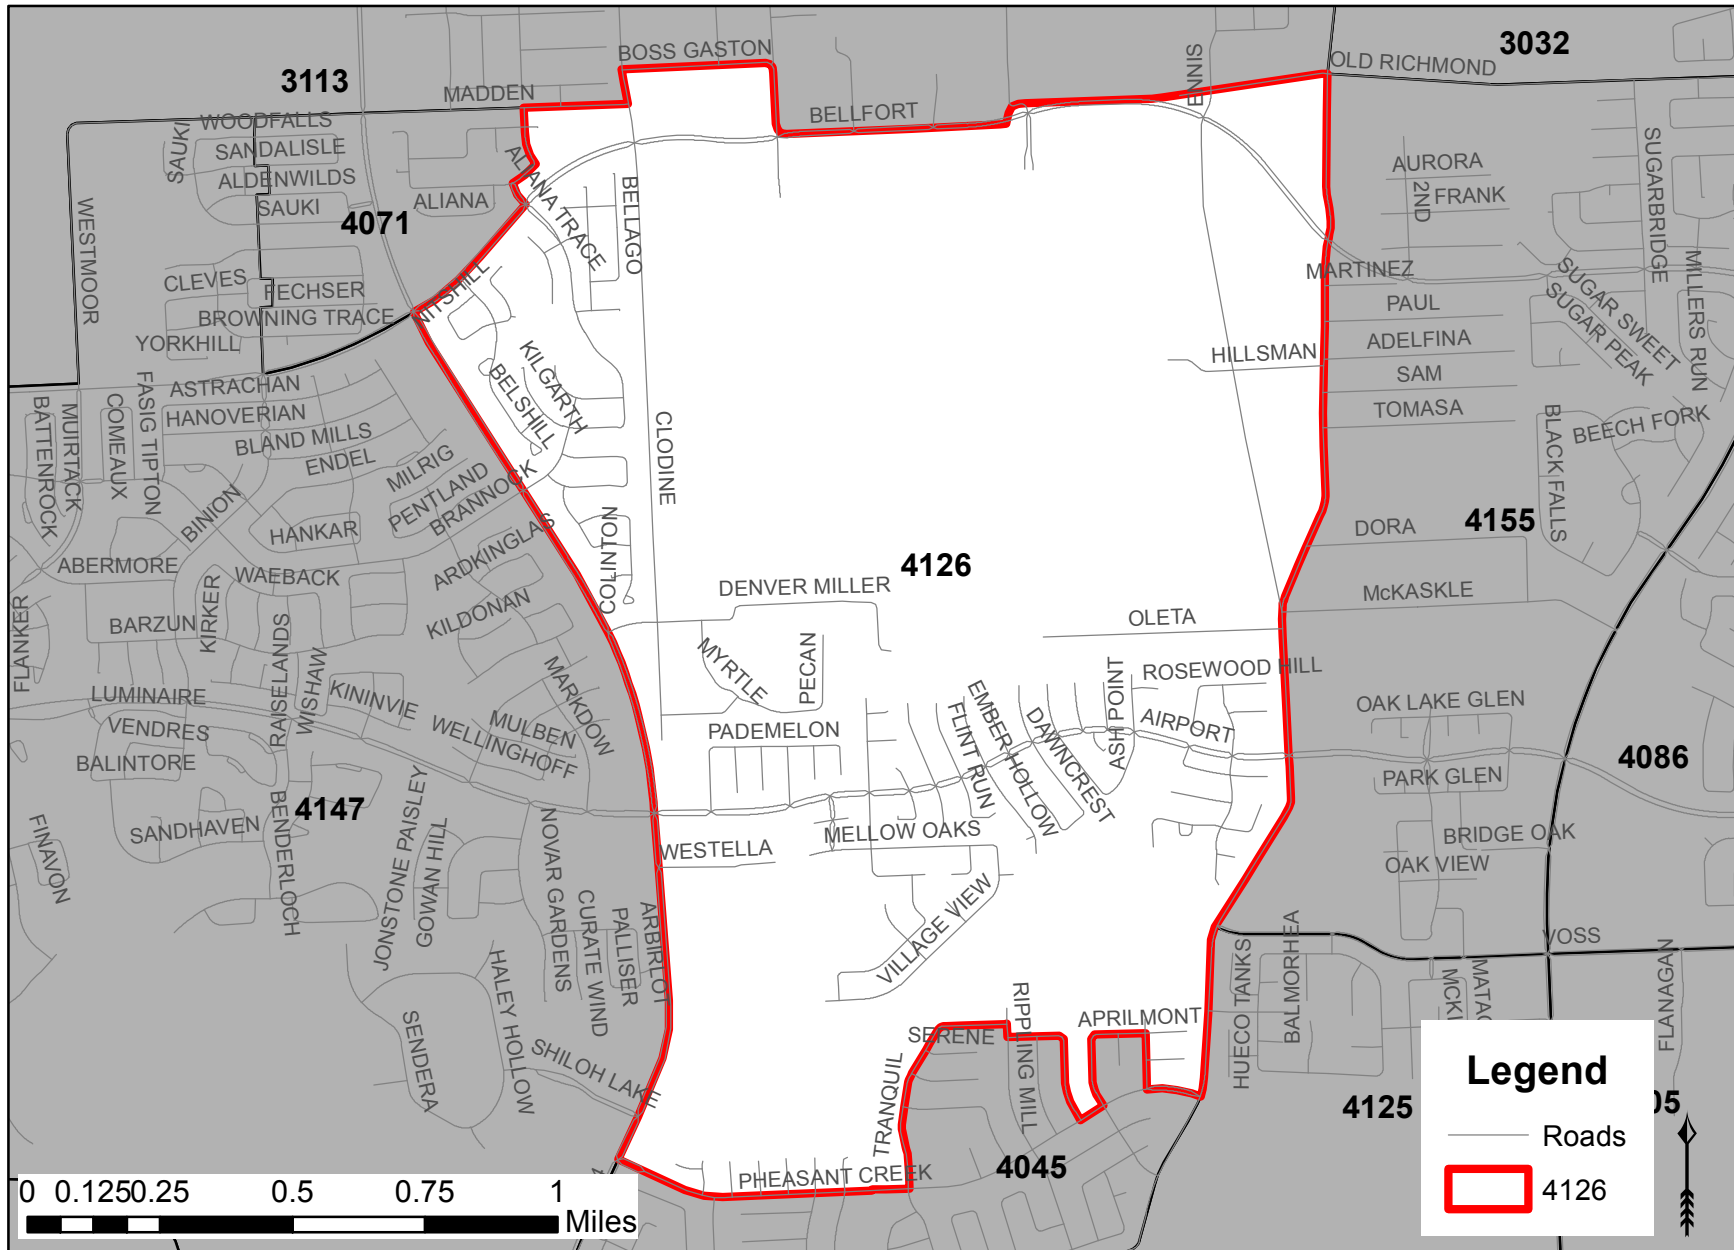 BOSS GASTON
3032
OLD RICHMOND
3113
MADDEN
ENNIS
BELLFORT
WOODFALLS
SAUKI
SANDALISLE
ALDENWILDS
SAUKI
ALIANA
4071
ALIANA TRACE
BELLAGO
AURORA
2ND
FRANK
SUGARBRIDGE
WESTMOOR
CLEVES
FECHSER
BROWNING TRACE
YORKHILL
NITSHILL
MARTINEZ
PAUL
ADELFINA
SAM
TOMASA
SUGAR SWEET
SUGAR PEAK
MILLERS RUN
HILLSMAN
KILGARTH
BELSHILL
ASTRACHAN
HANOVERIAN
BLAND MILLS
ENDEL
FASIG TIPTON
COMEAUX
MUIRTACK
BATTENROCK
MILRIG
PENTLAND
BRANNOCK
CLODINE
BLACK FALLS
BEECH FORK
BINION
HANKAR
ARDKINGLAS
COLINTON
DORA
4155
ABERMORE
WAEBACK
KILDONAN
4126
DENVER MILLER
McKASKLE
BARZUN
KIRKER
FLANKER
RAISELANDS
WISHAW
MARKDOW
MYRTLE
PECAN
OLETA
ROSEWOOD HILL
LUMINAIRE
KININVIE
VENDRES
BALINTORE
MULBEN
WELLINGHOFF
PADEMELON
FLINT RUN
EMBER HOLLOW
DAWNCREST
ASH POINT
AIRPORT
OAK LAKE GLEN
PARK GLEN
4086
4147
BENDERLOCH
SANDHAVEN
FINAVON
JONSTONE PAISLEY
GOWAN HILL
NOVAR GARDENS
CURATE WIND
PALLISER
ARBIRLOT
WESTELLA
MELLOW OAKS
VILLAGE VIEW
BRIDGE OAK
OAK VIEW
VOSS
HUECO TANKS
BALMORHEA
MCKI
MATAG
FLANAGAN
HALEY HOLLOW
SENDERA
SHILOH LAKE
TRANQUIL
SERENE
RIPPLING MILL
APRILMONT
PHEASANT CREEK
4045
4125
05
Legend
Roads
4126
0 0.125 0.25 0.5 0.75 1
Miles